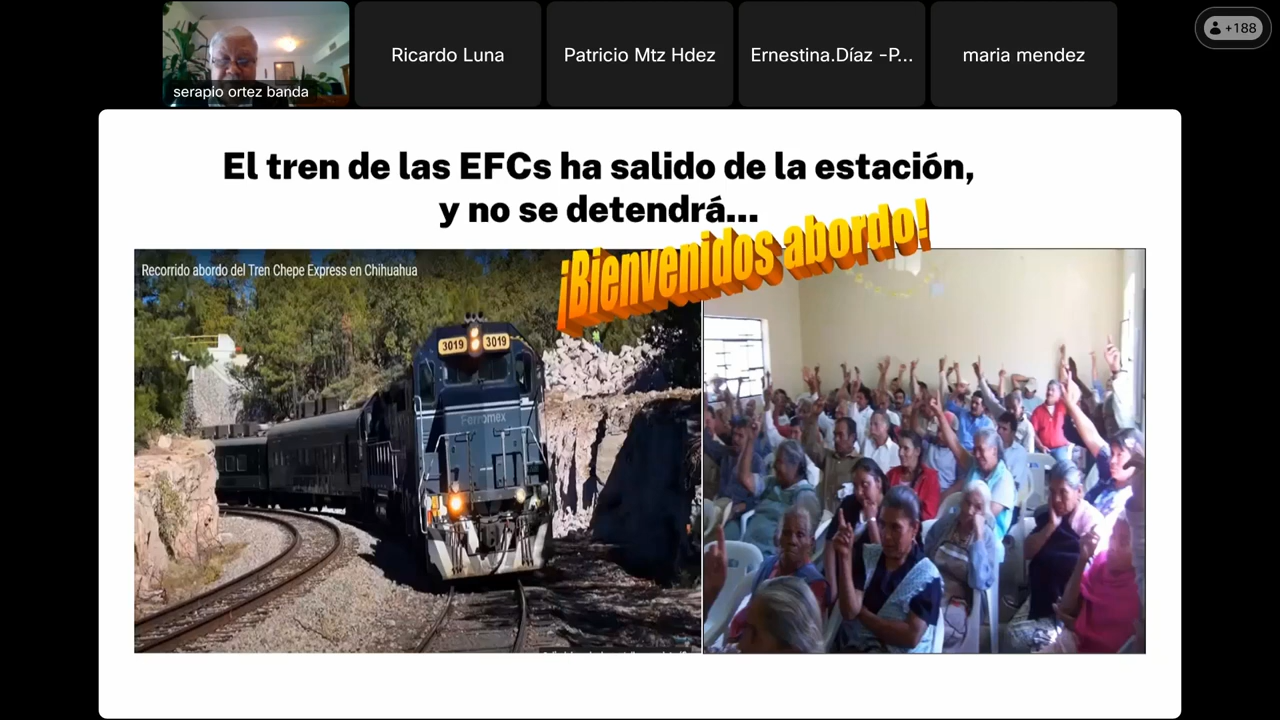 serapio ortez banda
Ricardo Luna
Patricio Mtz Hdez
Ernestina.Díaz -P...
maria mendez
+188
El tren de las EFCs ha salido de la estación,
y no se detendrá...
¡Bienvenidos abordo!
Recorrido abordo del Tren Chepe Express en Chihuahua
3019 3019
Ferromex